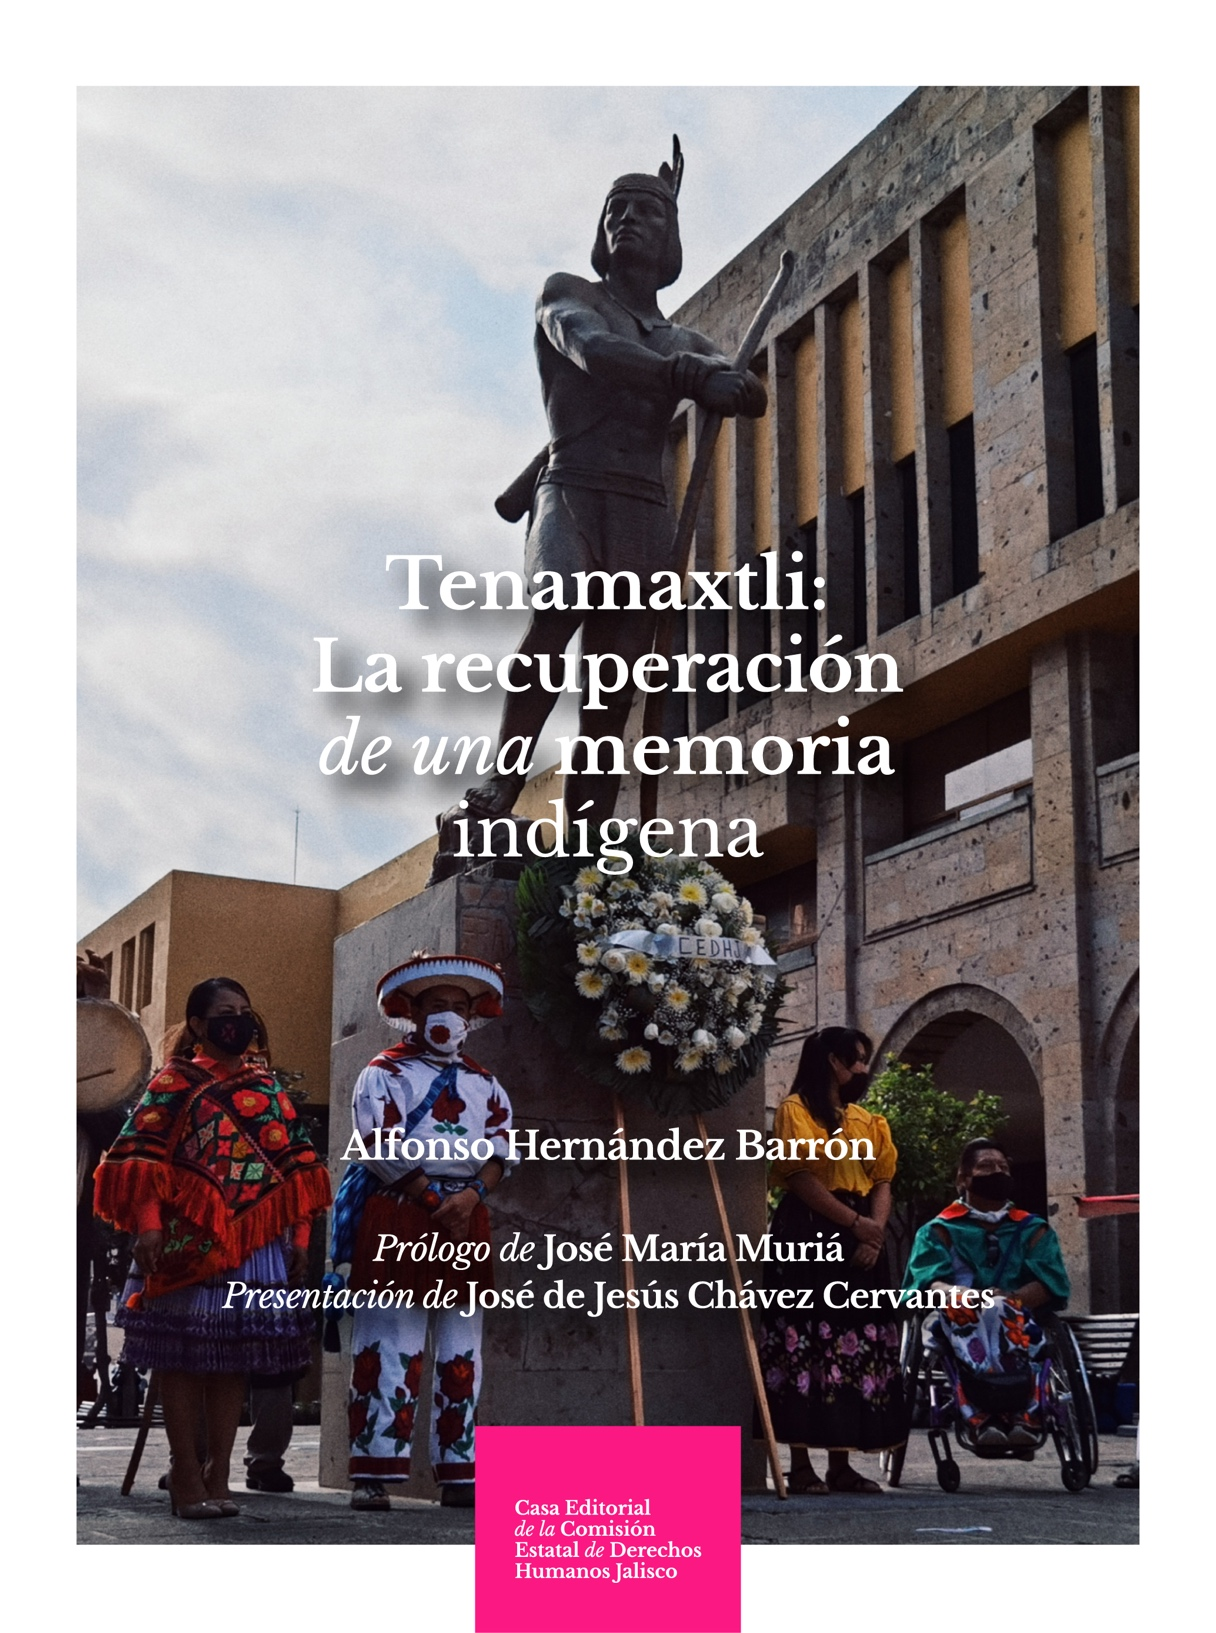 Tenamaxtli:
La recuperación
de una memoria
indígena
CEDHJ
Alfonso Hernández Barrón
Prólogo de José María Muriá
Presentación de José de Jesús Chávez Cervantes
Casa Editorial
de la Comisión
Estatal de Derechos
Humanos Jalisco